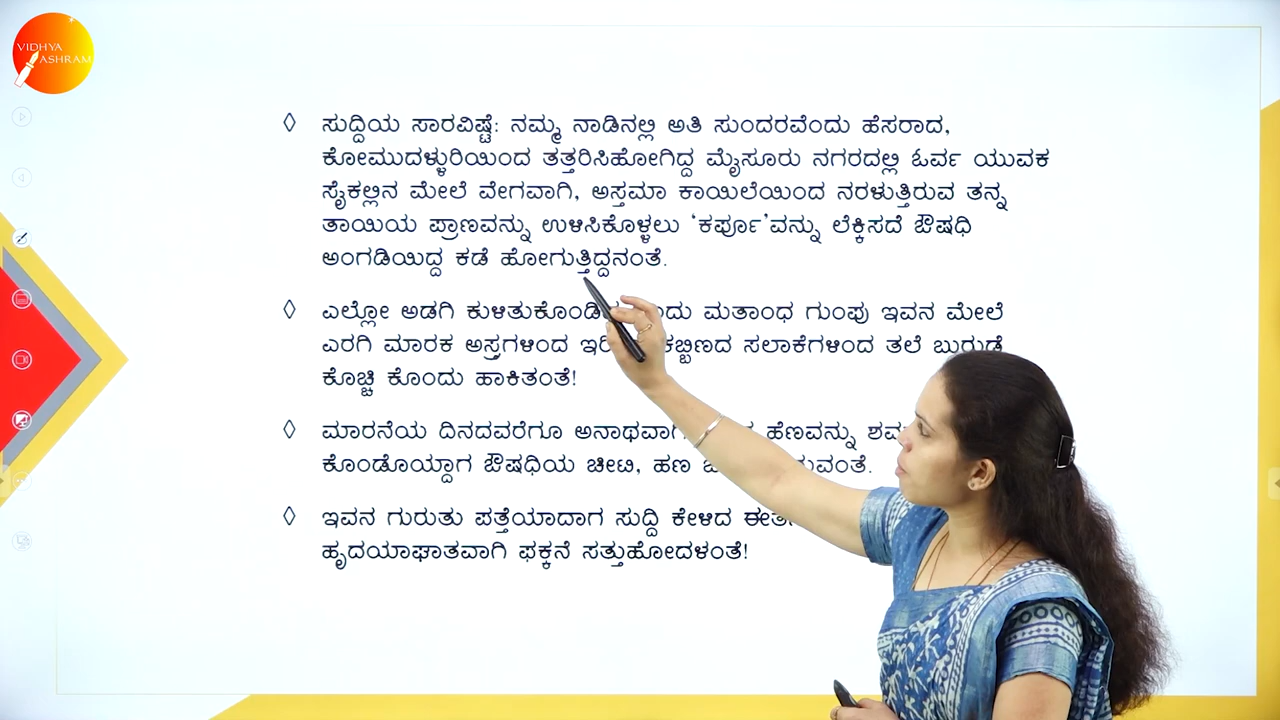 VIDHYA
ASHRAM
◊ ಸುದ್ದಿಯ ಸಾರವಿಷ್ಟೆ: ನಮ್ಮ ನಾಡಿನಲ್ಲಿ ಅತಿ ಸುಂದರವೆಂದು ಹೆಸರಾದ,
ಕೋಮುದಳ್ಳುರಿಯಿಂದ ತತ್ತರಿಸಿಹೋಗಿದ್ದ ಮೈಸೂರು ನಗರದಲ್ಲಿ ಓರ್ವ ಯುವಕ
ಸೈಕಲ್ಲಿನ ಮೇಲೆ ವೇಗವಾಗಿ, ಅಸ್ತಮಾ ಕಾಯಿಲೆಯಿಂದ ನರಳುತ್ತಿರುವ ತನ್ನ
ತಾಯಿಯ ಪ್ರಾಣವನ್ನು ಉಳಿಸಿಕೊಳ್ಳಲು ‘ಕರ್ಪೂ’ವನ್ನು ಲೆಕ್ಕಿಸದೆ ಔಷಧಿ
ಅಂಗಡಿಯಿದ್ದ ಕಡೆ ಹೋಗುತ್ತಿದ್ದನಂತೆ.
◊ ಎಲ್ಲೋ ಅಡಗಿ ಮತಾಂಧ ಗುಂಪು ಇವನ ಮೇಲೆ
ಎರಗಿ ಮಾರಕ ಅಸ್ತ್ರಗಳಿಂದ ಕಬ್ಬಿಣದ ಸಲಾಕೆಗಳಿಂದ ತಲೆ ಬುರುಡೆ
ಕೊಚ್ಚಿ ಕೊಂದು ಹಾಕಿತಂತೆ!
◊ ಮಾರನೆಯ ದಿನದವರೆಗೂ ಹೆಣವನ್ನು
ಕೊಂಡೊಯ್ದಾಗ ಔಷಧಿಯ ಚೀಟಿ, ಹಣ
◊ ಇವನ ಗುರುತು ಪತ್ತೆಯಾದಾಗ ಸುದ್ದಿ ಕೇಳಿದ
ಹೃದಯಾಘಾತವಾಗಿ ಫಕ್ಕನೆ ಸತ್ತುಹೋದಳಂತೆ!